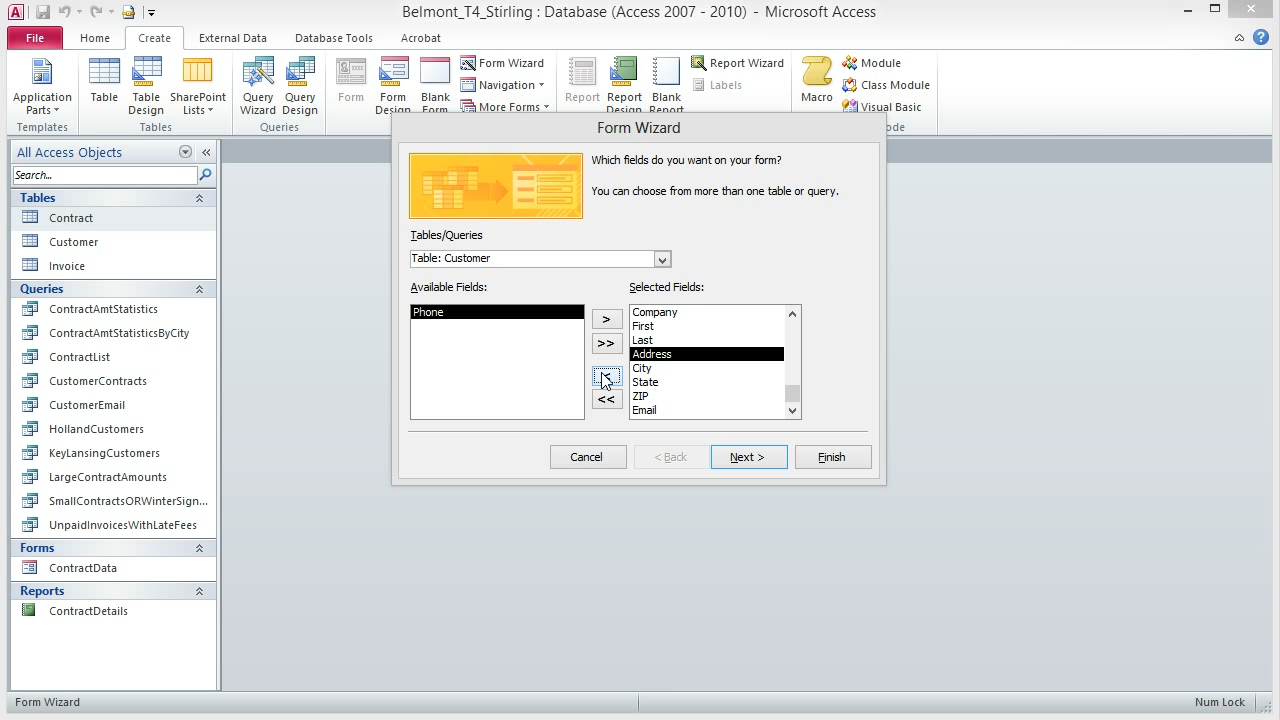 Belmont_T4_Stirling : Database (Access 2007 - 2010) - Microsoft Access
File Home Create External Data Database Tools Acrobat
Application Parts
Table
Table Design
SharePoint Lists
Query Wizard
Query Design
Form
Form Design
Blank Form
Form Wizard
Navigation
More Forms
Report
Report Design
Blank Report
Report Wizard
Labels
Macro
Module
Class Module
Visual Basic
Templates
Tables
Queries
ode
All Access Objects
Search...
Tables
Contract
Customer
Invoice
Queries
ContractAmtStatistics
ContractAmtStatisticsByCity
ContractList
CustomerContracts
CustomerEmail
HollandCustomers
KeyLansingCustomers
LargeContractAmounts
SmallContractsORWinterSign...
UnpaidInvoicesWithLateFees
Forms
ContractData
Reports
ContractDetails
Form Wizard
Which fields do you want on your form?
You can choose from more than one table or query.
Tables/Queries
Table: Customer
Available Fields:
Phone
>
>>
<
<<
Selected Fields:
Company
First
Last
Address
City
State
ZIP
Email
Cancel
< Back
Next >
Finish
Form Wizard
Num Lock